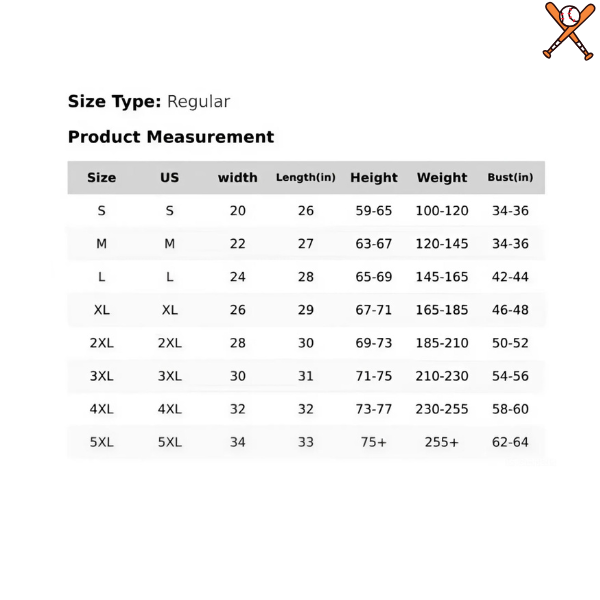 Size Type: Regular
Product Measurement
Size US width Length(in) Height Weight Bust(in)
S S 20 26 59-65 100-120 34-36
M M 22 27 63-67 120-145 34-36
L L 24 28 65-69 145-165 42-44
XL XL 26 29 67-71 165-185 46-48
2XL 2XL 28 30 69-73 185-210 50-52
3XL 3XL 30 31 71-75 210-230 54-56
4XL 4XL 32 32 73-77 230-255 58-60
5XL 5XL 34 33 75+ 255+ 62-64